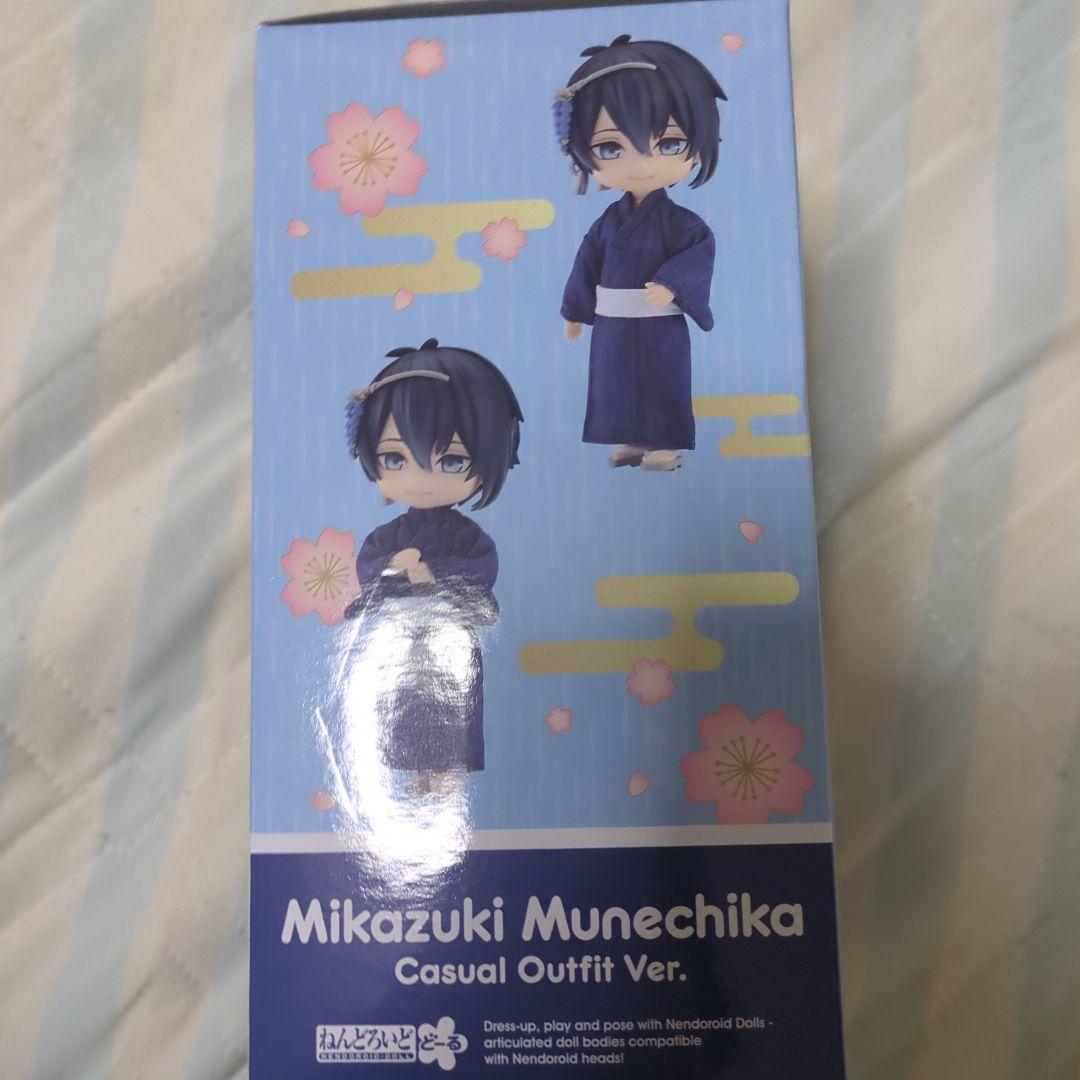 Mikazuki Munechika
Casual Outfit Ver.
ねんどろいど
どーる
NENDOROID-DOLL
Dress-up, play and pose with Nendoroid Dolls -
articulated doll bodies compatible
with Nendoroid heads!